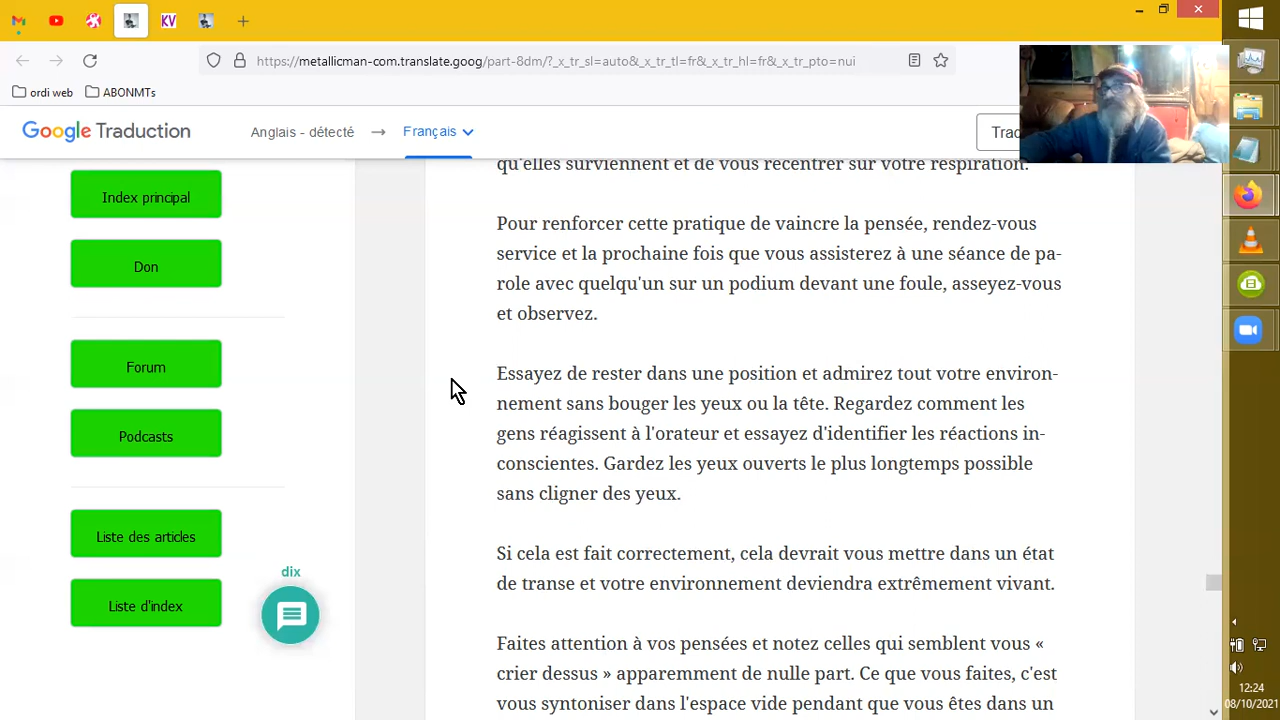 KV
https://metallicman-com.translate.goog/part-8dm/?_x_tr_sl=auto&_x_tr_tl=fr&_x_tr_hl=fr&_x_tr_pto=nui
ordi web
ABONMTs
Google Traduction
Anglais - détecté
Français
Trad
Index principal
Don
Forum
Podcasts
Liste des articles
Liste d'index
dix
qu'elles surviennent et de vous recentrer sur votre respiration.
Pour renforcer cette pratique de vaincre la pensée, rendez-vous
service et la prochaine fois que vous assisterez à une séance de pa-
role avec quelqu'un sur un podium devant une foule, asseyez-vous
et observez.
Essayez de rester dans une position et admirez tout votre environ-
nement sans bouger les yeux ou la tête. Regardez comment les
gens réagissent à l'orateur et essayez d'identifier les réactions in-
conscientes. Gardez les yeux ouverts le plus longtemps possible
sans cligner des yeux.
Si cela est fait correctement, cela devrait vous mettre dans un état
de transe et votre environnement deviendra extrêmement vivant.
Faites attention à vos pensées et notez celles qui semblent vous «
crier dessus » apparemment de nulle part. Ce que vous faites, c'est
vous syntoniser dans l'espace vide pendant que vous êtes dans un
12:24
08/10/2021